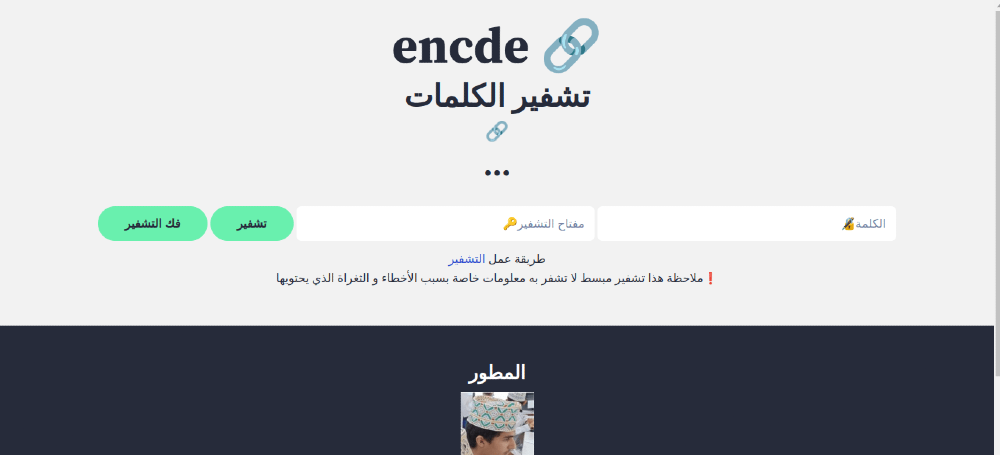 encde 🔗
تشفير الكلمات
🔗
•••
الكلمة🕵 مفتاح التشفير🔑 تشفير فك التشفير
طريقة عمل التشفير
❗ ملاحظة هذا تشفير مبسط لا تشفر به معلومات خاصة بسبب الأخطاء و الثغراة الذي يحتويها
المطور